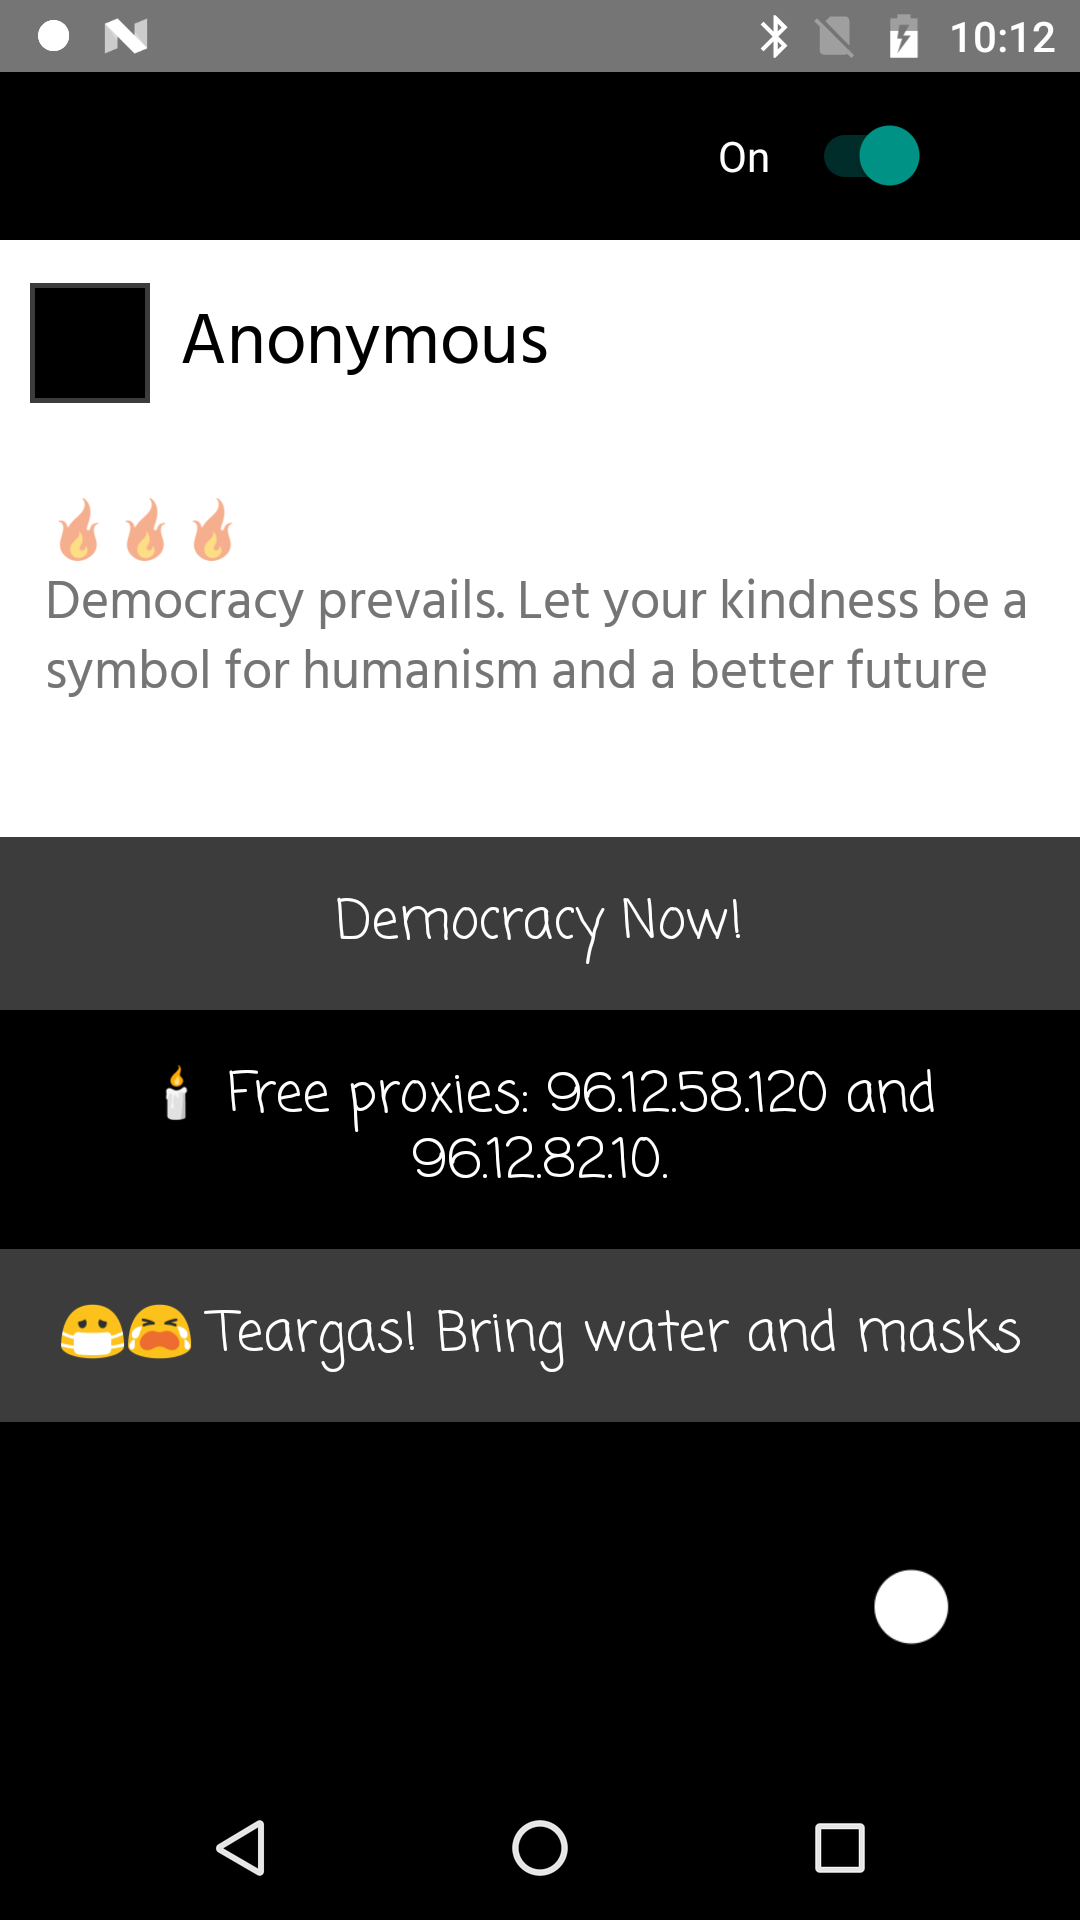 10:12
On
Anonymous
🔥🔥🔥
Democracy prevails. Let your kindness be a
symbol for humanism and a better future
Democracy Now!
🕯 Free proxies: 96.12.58.120 and
96.12.82.10.
😷😭 Teargas! Bring water and masks